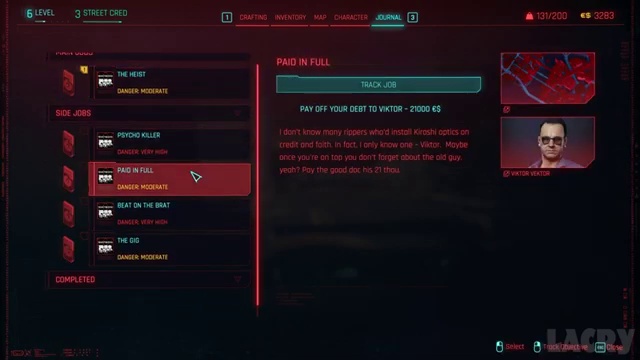 6 LEVEL 3 STREET CRED 1 CRAFTING INVENTORY MAP CHARACTER JOURNAL 3 131/200 €$ 3283
MAIN JOBS
THE HEIST
DANGER: MODERATE
SIDE JOBS
PSYCHO KILLER
DANGER: VERY HIGH
PAID IN FULL
DANGER: MODERATE
BEAT ON THE BRAT
DANGER: VERY HIGH
THE GIG
DANGER: MODERATE
COMPLETED
PAID IN FULL
TRACK JOB
PAY OFF YOUR DEBT TO VIKTOR - 21000 €$
I don't know many rippers who'd install Kiroshi optics
on credit and faith. In fact, I only know one - Viktor. Maybe
once you're on top you don't forget about the old guy,
yeah? Pay the good doc his 21 thou.
VIKTOR VEKTOR
Select Track Objective Close
LACRY